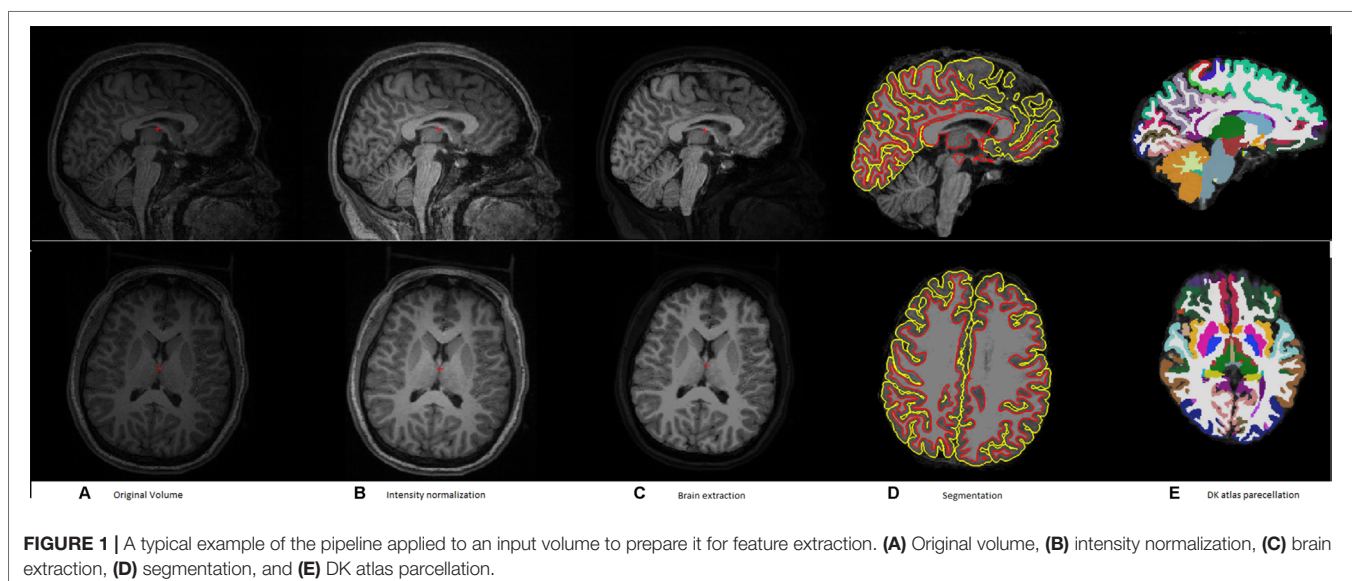 A Original Volume B Intensity normalization C Brain extraction D Segmentation E DK atlas parecellation
FIGURE 1 | A typical example of the pipeline applied to an input volume to prepare it for feature extraction. (A) Original volume, (B) intensity normalization, (C) brain
extraction, (D) segmentation, and (E) DK atlas parcellation.